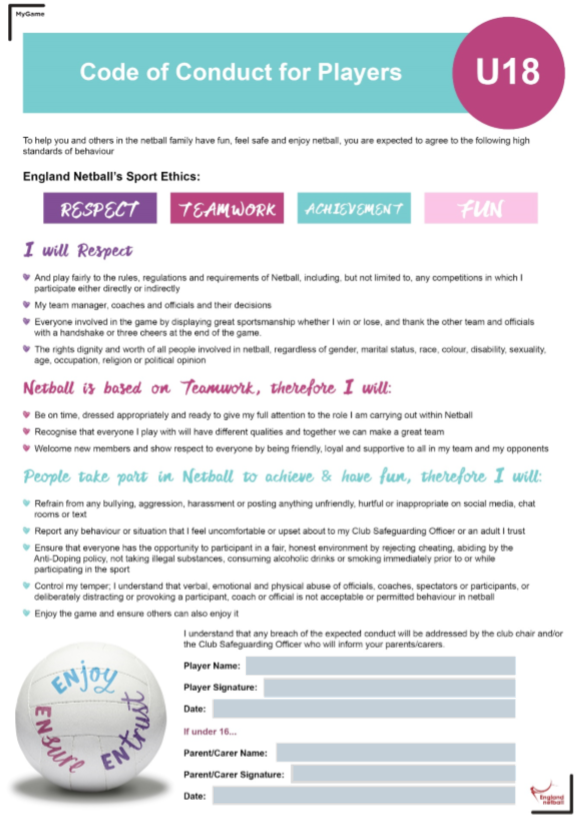 MyGame
Code of Conduct for Players
U18
To help you and others in the netball family have fun, feel safe and enjoy netball, you are expected to agree to the following high
standards of behaviour
England Netball's Sport Ethics:
RESPECT TEAMWORK ACHIEVEMENT FUN
I will Respect
And play fairly to the rules, regulations and requirements of Netball, including, but not limited to, any competitions in which I
participate either directly or indirectly
My team manager, coaches and officials and their decisions
Everyone involved in the game by displaying great sportsmanship whether I win or lose, and thank the other team and officials
with a handshake or three cheers at the end of the game.
The rights dignity and worth of all people involved in netball, regardless of gender, marital status, race, colour, disability, sexuality,
age, occupation, religion or political opinion
Netball is based on Teamwork, therefore I will:
Be on time, dressed appropriately and ready to give my full attention to the role I am carrying out within Netball
Recognise that everyone I play with will have different qualities and together we can make a great team
Welcome new members and show respect to everyone by being friendly, loyal and supportive to all in my team and my opponents
People take part in Netball to achieve & have fun, therefore I will:
Refrain from any bullying, aggression, harassment or posting anything unfriendly, hurtful or inappropriate on social media, chat
rooms or text
Report any behaviour or situation that I feel uncomfortable or upset about to my Club Safeguarding Officer or an adult I trust
Ensure that everyone has the opportunity to participant in a fair, honest environment by rejecting cheating, abiding by the
Anti-Doping policy, not taking illegal substances, consuming alcoholic drinks or smoking immediately prior to or while
participating in the sport
Control my temper; I understand that verbal, emotional and physical abuse of officials, coaches, spectators or participants, or
deliberately distracting or provoking a participant, coach or official is not acceptable or permitted behaviour in netball
Enjoy the game and ensure others can also enjoy it
I understand that any breach of the expected conduct will be addressed by the club chair and/or
the Club Safeguarding Officer who will inform your parents/carers.
Player Name:
Player Signature:
Date:
If under 16...
Parent/Carer Name:
Parent/Carer Signature:
Date:
ENjoy
ENsure
ENtrust
England
netball